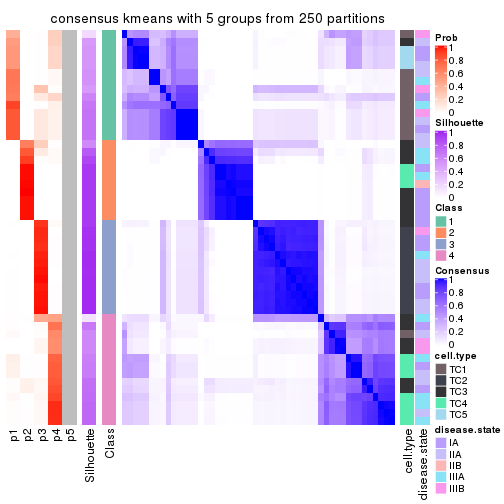 consensus kmeans with 5 groups from 250 partitions
Prob
1
0.8
0.6
0.4
0.2
0
Silhouette
1
0.8
0.6
0.4
0.2
0
Class
1
2
3
4
Consensus
1
0.8
0.6
0.4
0.2
0
cell.type
TC1
TC2
TC3
TC4
TC5
disease.state
IA
IIA
IIB
IIIA
IIIB
p1
p2
p3
p4
p5
Silhouette
Class
cell.type
disease.state